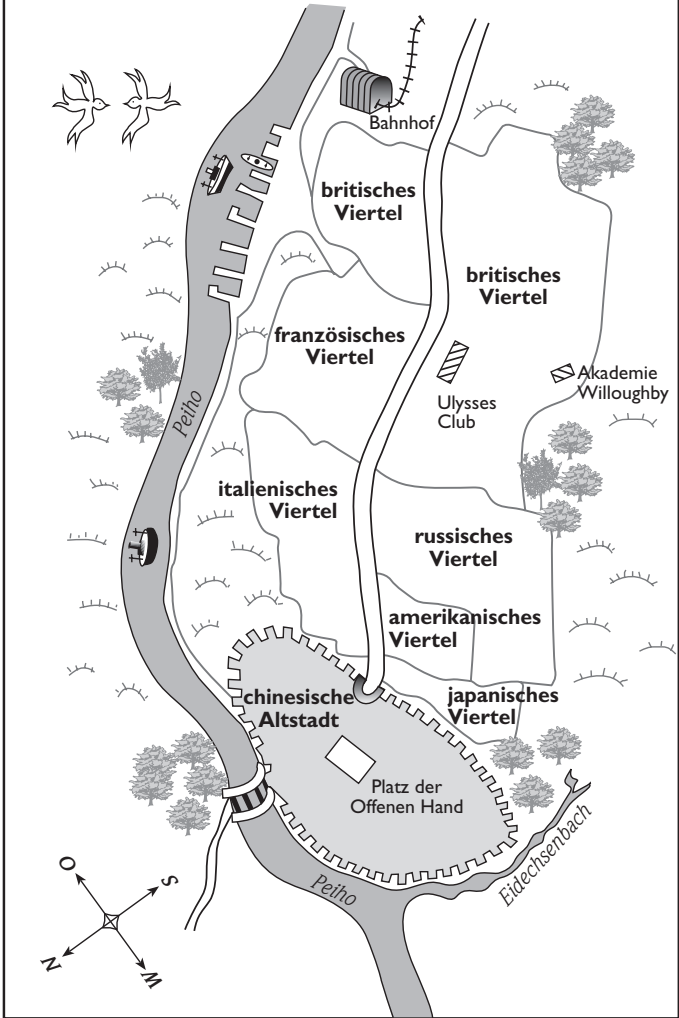 Bahnhof
britisches
Viertel
britisches
Viertel
französisches
Viertel
Ulysses
Club
Akademie
Willoughby
Peiho
italienisches
Viertel
russisches
Viertel
amerikanisches
Viertel
chinesische
Altstadt
japanisches
Viertel
Platz der
Offenen Hand
Eidechsenbach
Peiho
O
S
N
W